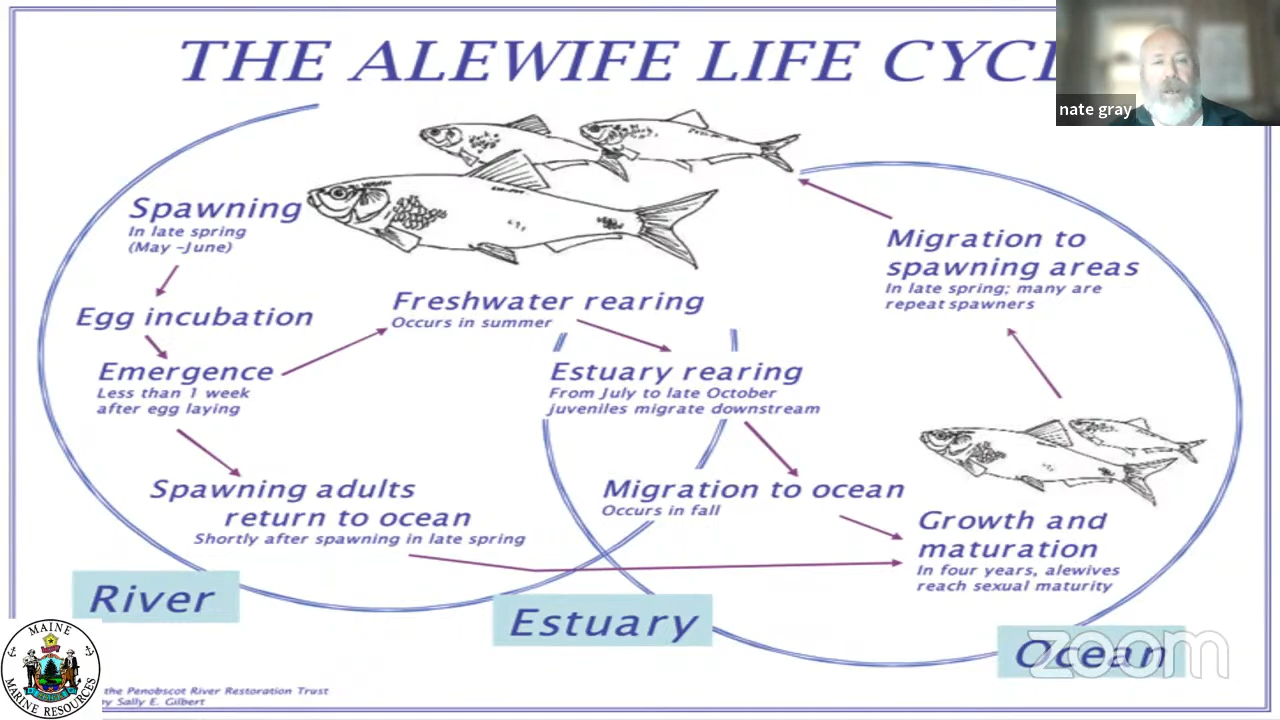 THE ALEWIFE LIFE CYCL
nate gray
Spawning
In late spring
(May -June)
Egg incubation
Emergence
Less than 1 week
after egg laying
Freshwater rearing
Occurs in summer
Estuary rearing
From July to late October
juveniles migrate downstream
Migration to
spawning areas
In late spring; many are
repeat spawners
Spawning adults
return to ocean
Shortly after spawning in late spring
Migration to ocean
Occurs in fall
Growth and
maturation
In four years, alewives
reach sexual maturity
River
Estuary
Ocean
zoom
MAINE
MARINE RESOURCES
the Penobscot River Restoration Trust
by Sally E. Gilbert